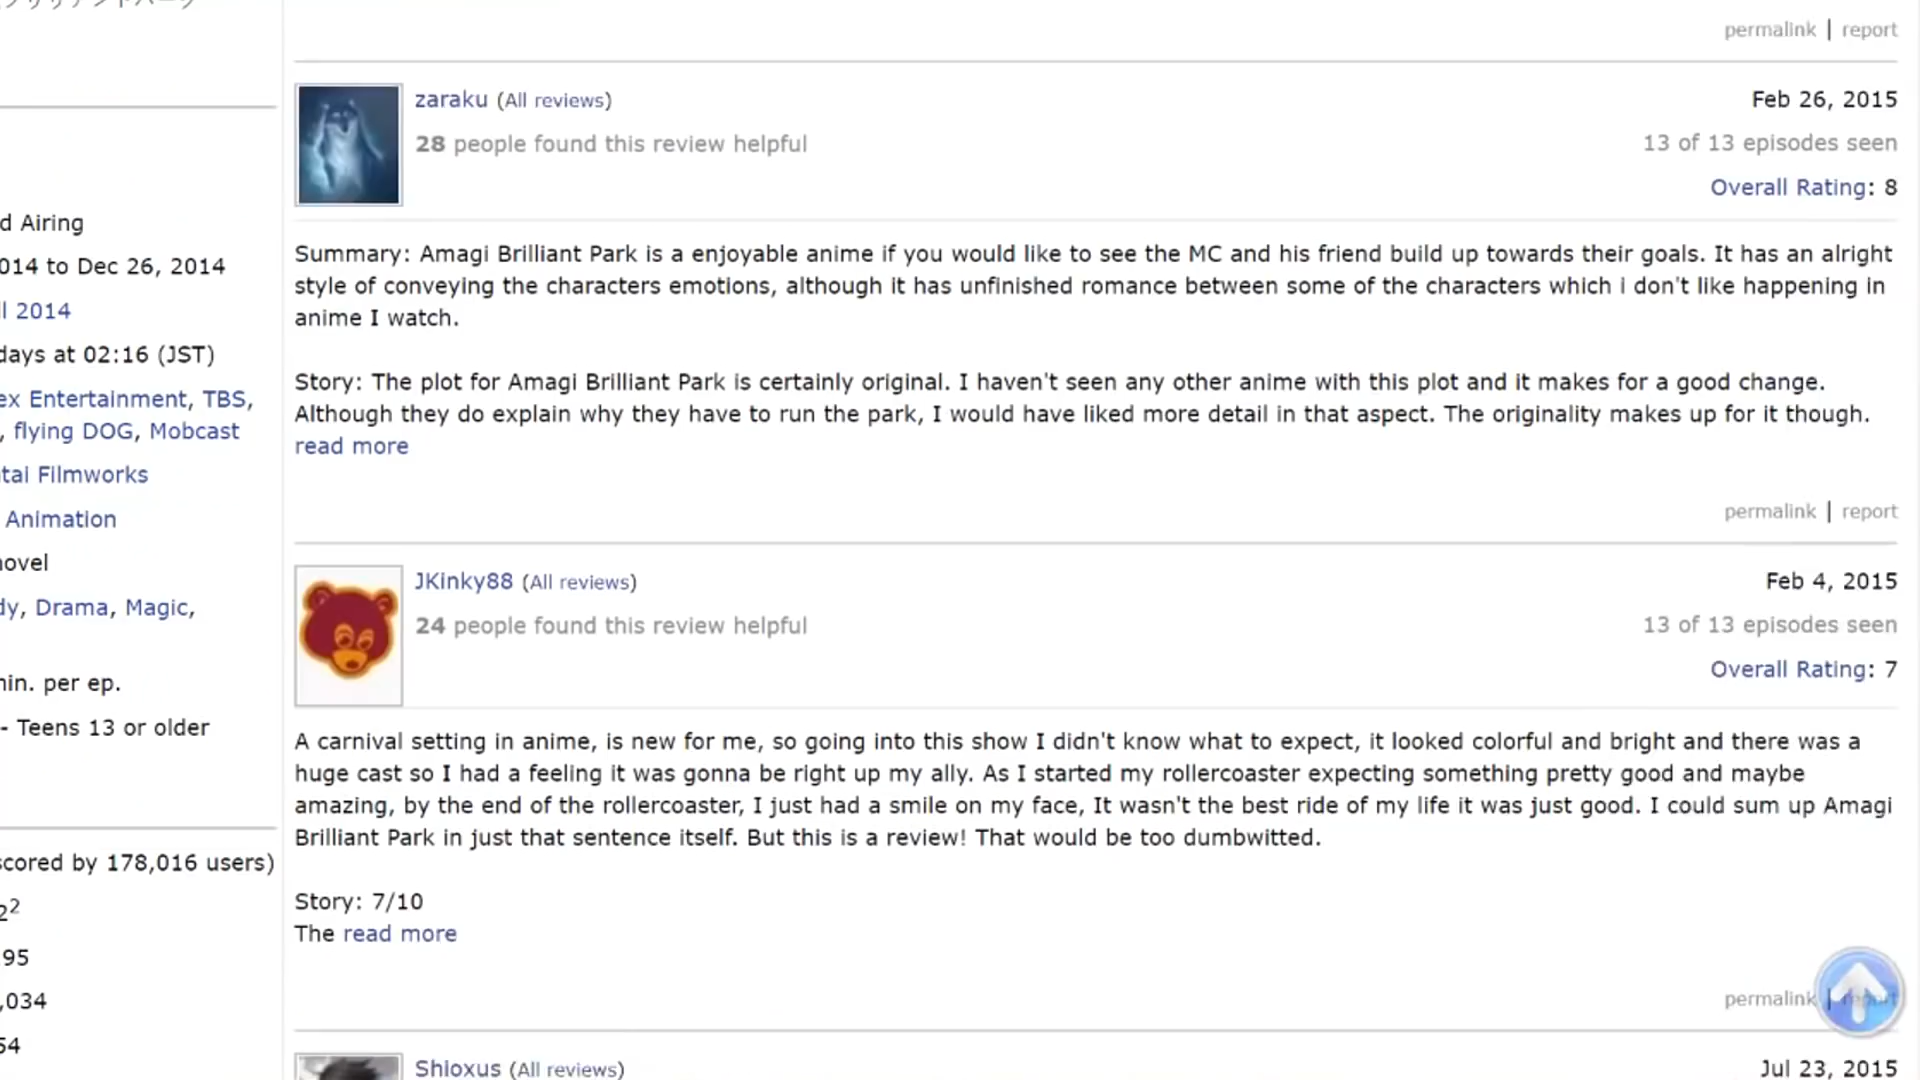 permalink | report
zaraku (All reviews)
Feb 26, 2015
28 people found this review helpful
13 of 13 episodes seen
Overall Rating: 8
Summary: Amagi Brilliant Park is a enjoyable anime if you would like to see the MC and his friend build up towards their goals. It has an alright
style of conveying the characters emotions, although it has unfinished romance between some of the characters which i don't like happening in
anime I watch.
Story: The plot for Amagi Brilliant Park is certainly original. I haven't seen any other anime with this plot and it makes for a good change.
Although they do explain why they have to run the park, I would have liked more detail in that aspect. The originality makes up for it though.
read more
permalink | report
JKinky88 (All reviews)
Feb 4, 2015
24 people found this review helpful
13 of 13 episodes seen
Overall Rating: 7
A carnival setting in anime, is new for me, so going into this show I didn't know what to expect, it looked colorful and bright and there was a
huge cast so I had a feeling it was gonna be right up my ally. As I started my rollercoaster expecting something pretty good and maybe
amazing, by the end of the rollercoaster, I just had a smile on my face, It wasn't the best ride of my life it was just good. I could sum up Amagi
Brilliant Park in just that sentence itself. But this is a review! That would be too dumbwitted.
Story: 7/10
The read more
permalink | report
Shioxus (All reviews)
Jul 23, 2015
d Airing
014 to Dec 26, 2014
ll 2014
days at 02:16 (JST)
ex Entertainment, TBS,
, flying DOG, Mobcast
tal Filmworks
Animation
novel
dy, Drama, Magic,
min. per ep.
- Teens 13 or older
scored by 178,016 users)
2²
95
,034
54